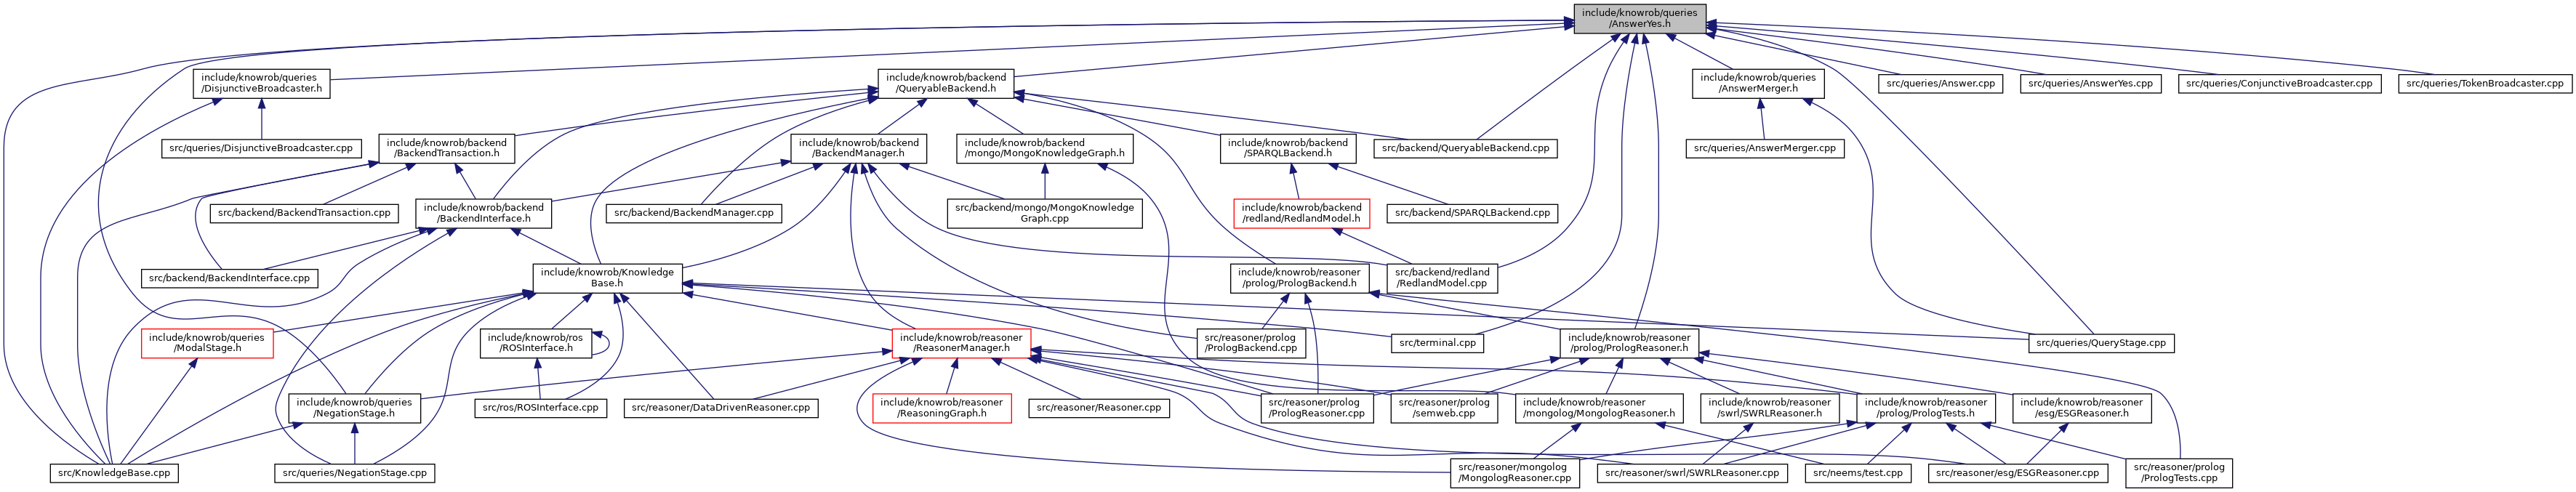 include/knowrob/queries
/AnswerYes.h
include/knowrob/queries
/DisjunctiveBroadcaster.h
include/knowrob/backend
/QueryableBackend.h
include/knowrob/queries
/AnswerMerger.h
src/queries/Answer.cpp
src/queries/AnswerYes.cpp
src/queries/ConjunctiveBroadcaster.cpp
src/queries/TokenBroadcaster.cpp
src/queries/DisjunctiveBroadcaster.cpp
include/knowrob/backend
/BackendTransaction.h
include/knowrob/backend
/BackendManager.h
include/knowrob/backend
/mongo/MongoKnowledgeGraph.h
include/knowrob/backend
/SPARQLBackend.h
src/backend/QueryableBackend.cpp
src/queries/AnswerMerger.cpp
src/backend/BackendTransaction.cpp
include/knowrob/backend
/BackendInterface.h
src/backend/BackendManager.cpp
src/backend/mongo/MongoKnowledge
Graph.cpp
include/knowrob/backend
/redland/RedlandModel.h
src/backend/SPARQLBackend.cpp
src/backend/BackendInterface.cpp
include/knowrob/Knowledge
Base.h
include/knowrob/reasoner
/prolog/PrologBackend.h
src/backend/redland
/RedlandModel.cpp
include/knowrob/queries
/ModalStage.h
include/knowrob/ros
/ROSInterface.h
include/knowrob/reasoner
/ReasonerManager.h
src/reasoner/prolog
/PrologBackend.cpp
src/terminal.cpp
include/knowrob/reasoner
/prolog/PrologReasoner.h
src/queries/QueryStage.cpp
include/knowrob/queries
/NegationStage.h
src/ros/ROSInterface.cpp
src/reasoner/DataDrivenReasoner.cpp
include/knowrob/reasoner
/ReasoningGraph.h
src/reasoner/Reasoner.cpp
src/reasoner/prolog
/PrologReasoner.cpp
src/reasoner/prolog
/semweb.cpp
include/knowrob/reasoner
/mongolog/MongologReasoner.h
include/knowrob/reasoner
/swrl/SWRLReasoner.h
include/knowrob/reasoner
/prolog/PrologTests.h
include/knowrob/reasoner
/esg/ESGReasoner.h
src/KnowledgeBase.cpp
src/queries/NegationStage.cpp
src/reasoner/mongolog
/MongologReasoner.cpp
src/reasoner/swrl/SWRLReasoner.cpp
src/neems/test.cpp
src/reasoner/esg/ESGReasoner.cpp
src/reasoner/prolog
/PrologTests.cpp